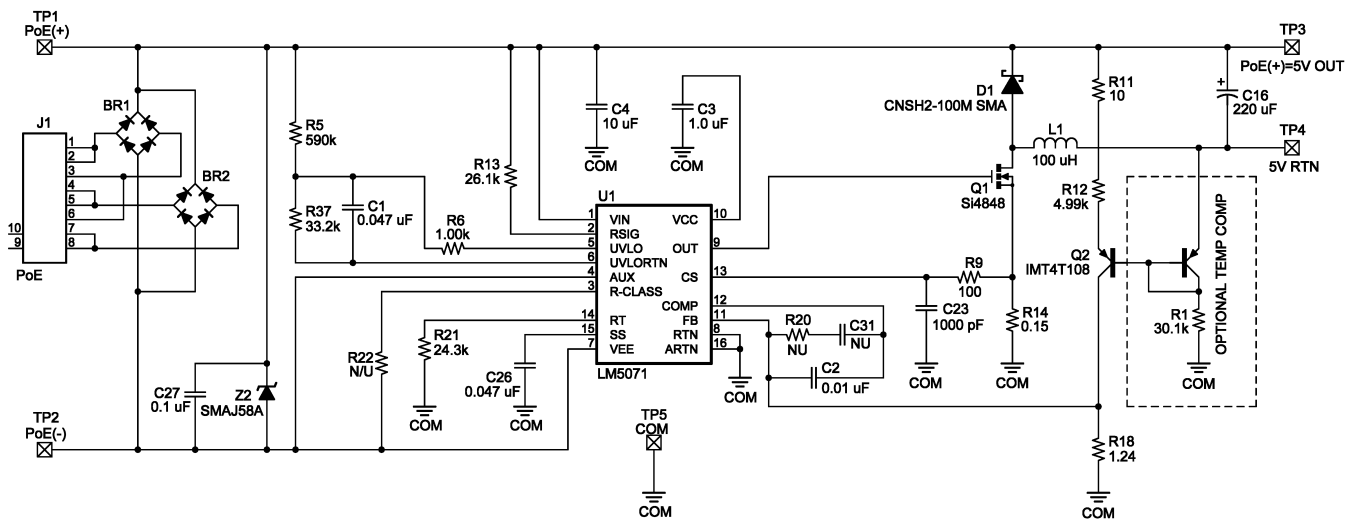 TP1
PoE(+)
TP3
PoE(+)=5V OUT
BR1
J1
1
2
3
4
5
6
7
8
10
9
PoE
BR2
R5
590k
R37
33.2k
C1
0.047 uF
R6
1.00k
R13
26.1k
C4
10 uF
COM
C3
1.0 uF
COM
D1
CNSH2-100M SMA
R11
10
C16
220 uF
L1
100 uH
TP4
5V RTN
Q1
Si4848
R12
4.99k
Q2
IMT4T108
R1
30.1k
COM
OPTIONAL TEMP COMP
U1
1 VIN
2 RSIG
5 UVLO
6 UVLORTN
4 AUX
3 R-CLASS
14 RT
15 SS
7 VEE
VCC 10
OUT 9
CS 13
COMP 12
FB 11
RTN 8
ARTN 16
LM5071
R9
100
C23
1000 pF
COM
R14
0.15
COM
R20
NU
C31
NU
C2
0.01 uF
COM
R21
24.3k
COM
R22
N/U
C26
0.047 uF
COM
C27
0.1 uF
Z2
SMAJ58A
TP2
PoE(-)
TP5
COM
COM
R18
1.24
COM